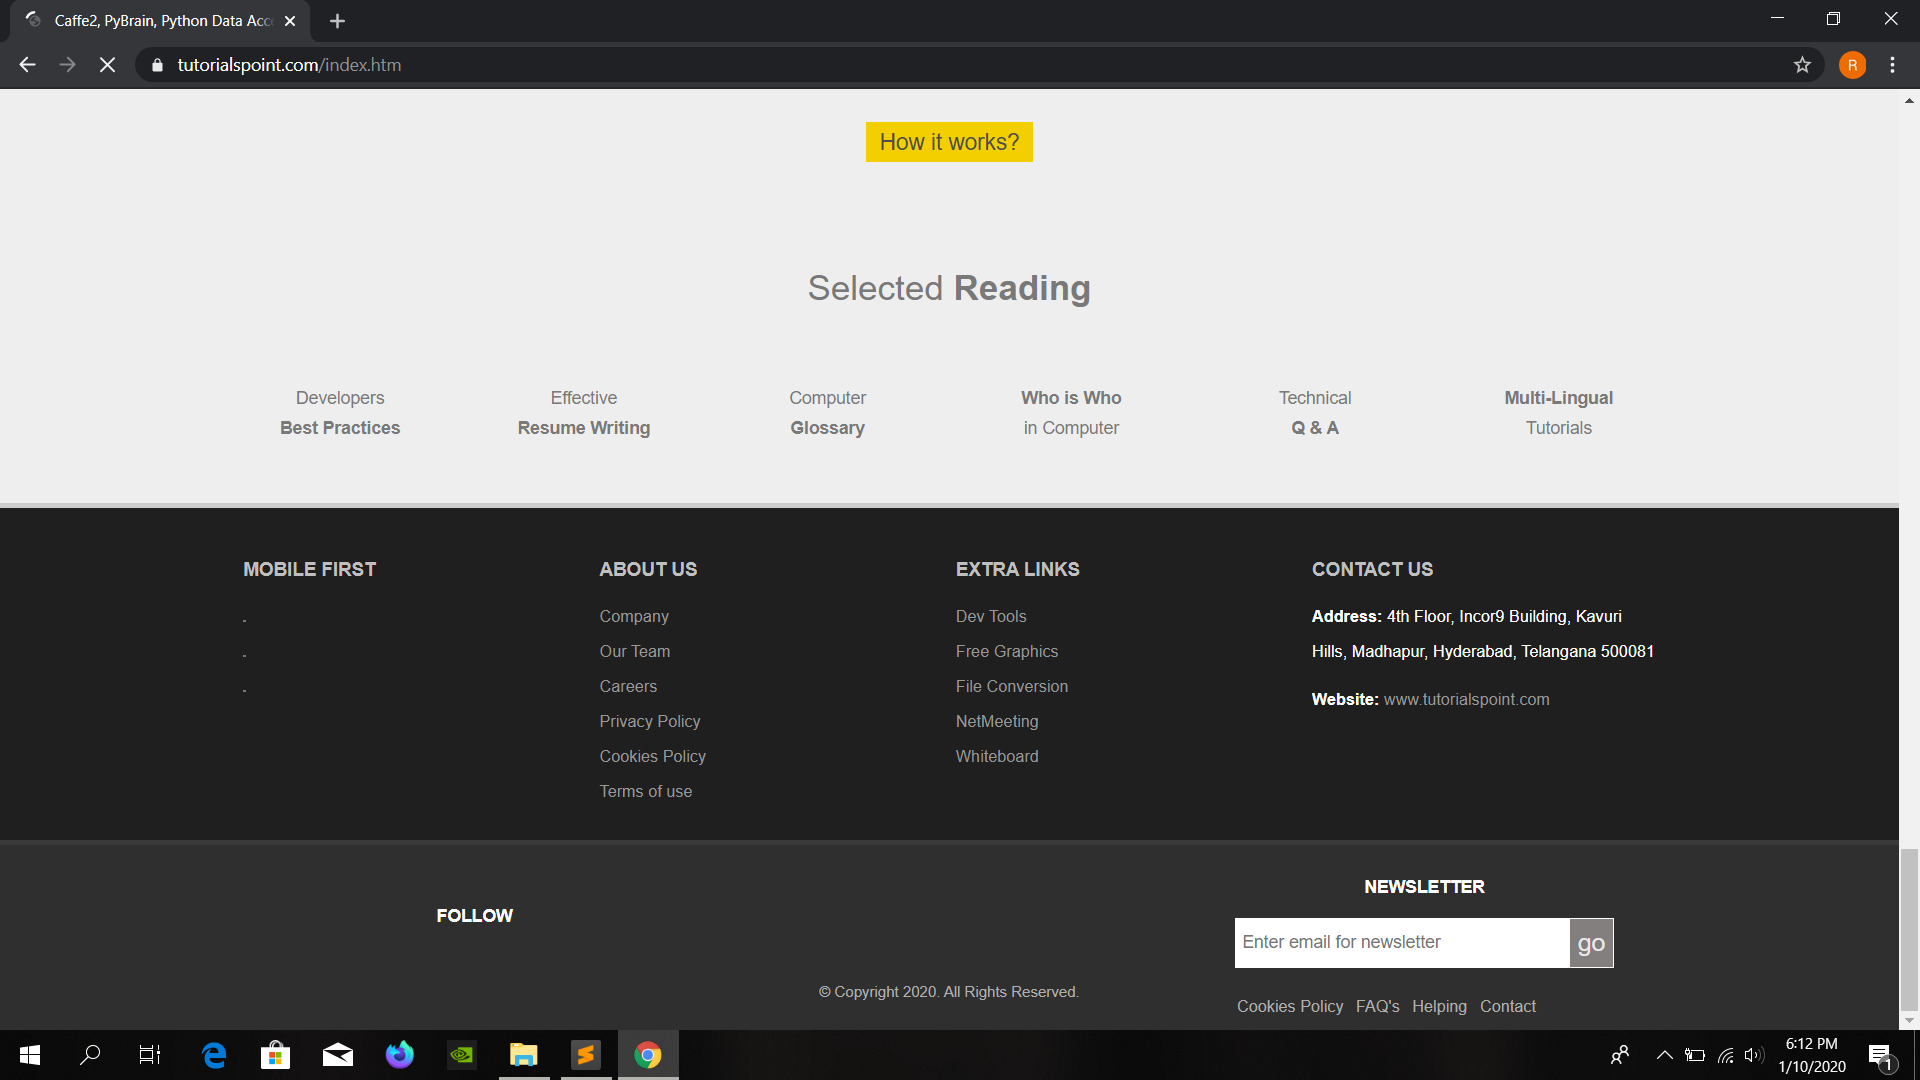 Caffe2, PyBrain, Python Data Acc
tutorialspoint.com/index.htm
R
How it works?
Selected Reading
Developers
Best Practices
Effective
Resume Writing
Computer
Glossary
Who is Who
in Computer
Technical
Q & A
Multi-Lingual
Tutorials
MOBILE FIRST
.
.
.
ABOUT US
Company
Our Team
Careers
Privacy Policy
Cookies Policy
Terms of use
EXTRA LINKS
Dev Tools
Free Graphics
File Conversion
NetMeeting
Whiteboard
CONTACT US
Address: 4th Floor, Incor9 Building, Kavuri
Hills, Madhapur, Hyderabad, Telangana 500081
Website: www.tutorialspoint.com
FOLLOW
NEWSLETTER
Enter email for newsletter
go
© Copyright 2020. All Rights Reserved.
Cookies Policy FAQ's Helping Contact
6:12 PM
1/10/2020
1